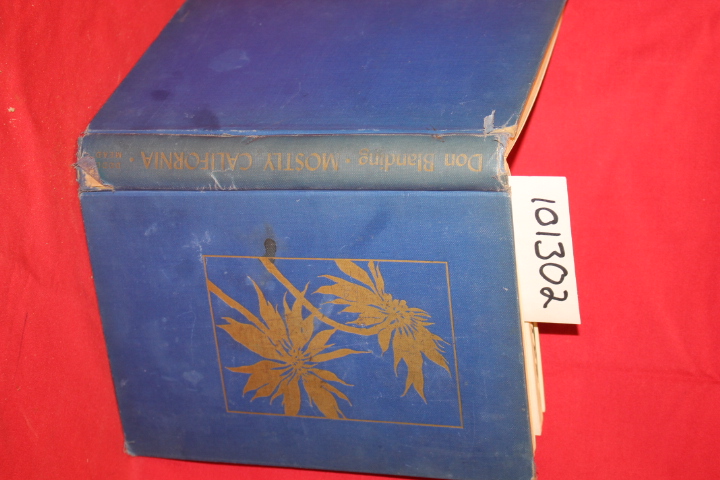 Don Blanding · MOSTLY CALIFORNIA ·
101302